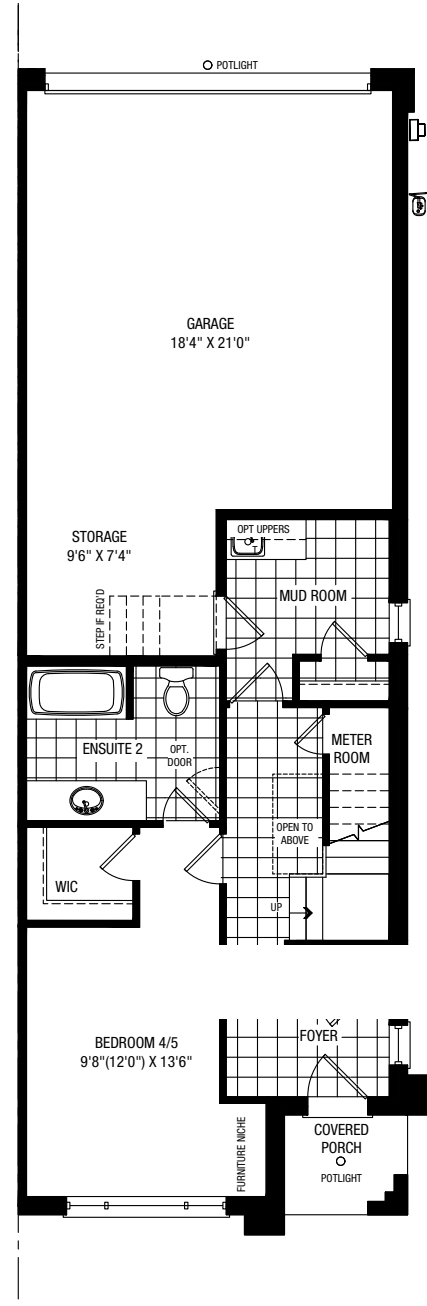 POTLIGHT
GARAGE
18'4" X 21'0"
STORAGE
9'6" X 7'4"
STEP IF REQ'D
OPT UPPERS
T
MUD ROOM
ENSUITE 2
OPT.
DOOR
METER
ROOM
OPEN TO
ABOVE
WIC
UP
FOYER
BEDROOM 4/5
9'8"(12'0") X 13'6"
FURNITURE NICHE
COVERED
PORCH
POTLIGHT